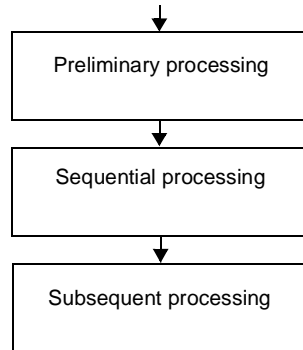 Preliminary processing
Sequential processing
Subsequent processing